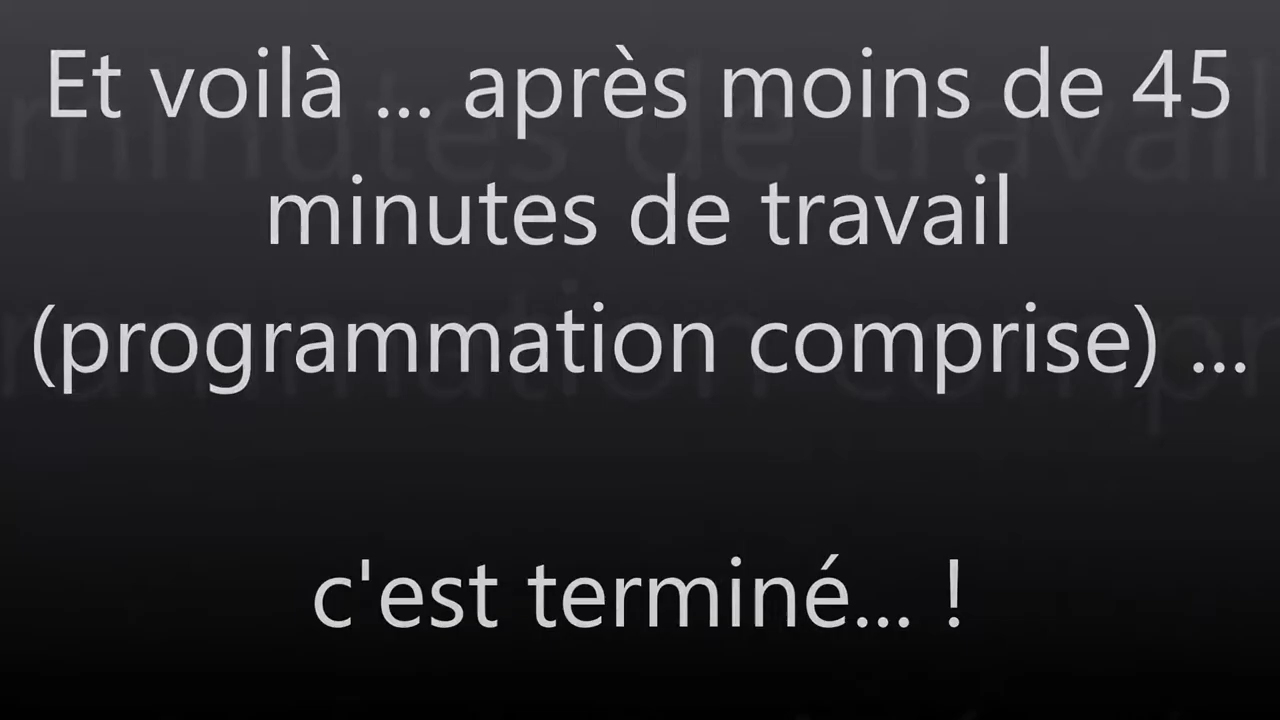 Et voilà ... après moins de 45
minutes de travail
(programmation comprise) ...
c'est terminé... !